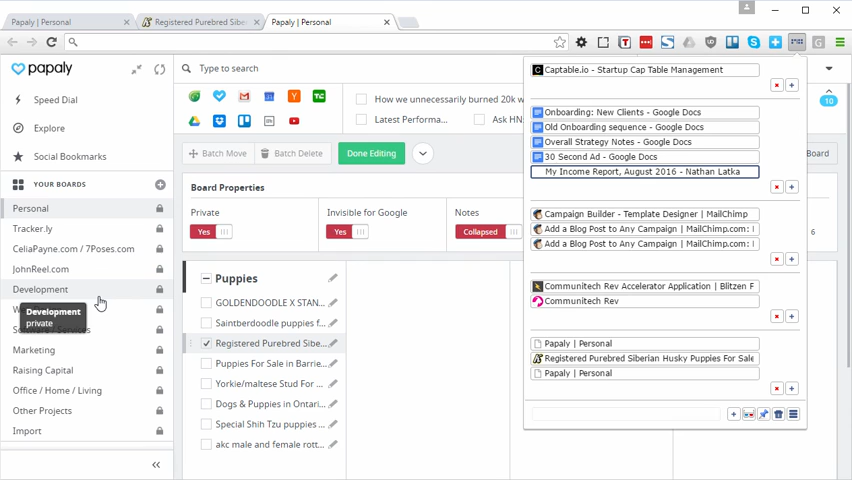 Papaly | Personal
Registered Purebred Siber
Papaly | Personal
papaly
Type to search
Captable.io - Startup Cap Table Management
Speed Dial
Explore
Social Bookmarks
How we unnecessarily burned 20k w
Latest Performa...
Ask HN:
10
Onboarding: New Clients - Google Docs
Old Onboarding sequence - Google Docs
Overall Strategy Notes - Google Docs
30 Second Ad - Google Docs
My Income Report, August 2016 - Nathan Latka
Batch Move
Batch Delete
Done Editing
Board
YOUR BOARDS
Board Properties
Personal
Tracker.ly
CeliaPayne.com / 7Poses.com
JohnReel.com
Development
Development
private
Software / Services
Marketing
Raising Capital
Office / Home / Living
Other Projects
Import
Private
Yes
Invisible for Google
Yes
Notes
Collapsed
6
Campaign Builder - Template Designer | MailChimp
Add a Blog Post to Any Campaign | MailChimp.com: I
Add a Blog Post to Any Campaign | MailChimp.com: I
Puppies
GOLDENDOODLE X STAN...
Saintberdoodle puppies f...
Registered Purebred Sibe...
Puppies For Sale in Barrie...
Yorkie/maltese Stud For ...
Dogs & Puppies in Ontari...
Special Shih Tzu puppies ...
akc male and female rott...
Communitech Rev Accelerator Application | Blitzen F
Communitech Rev
Papaly | Personal
Registered Purebred Siberian Husky Puppies For Sale
Papaly | Personal